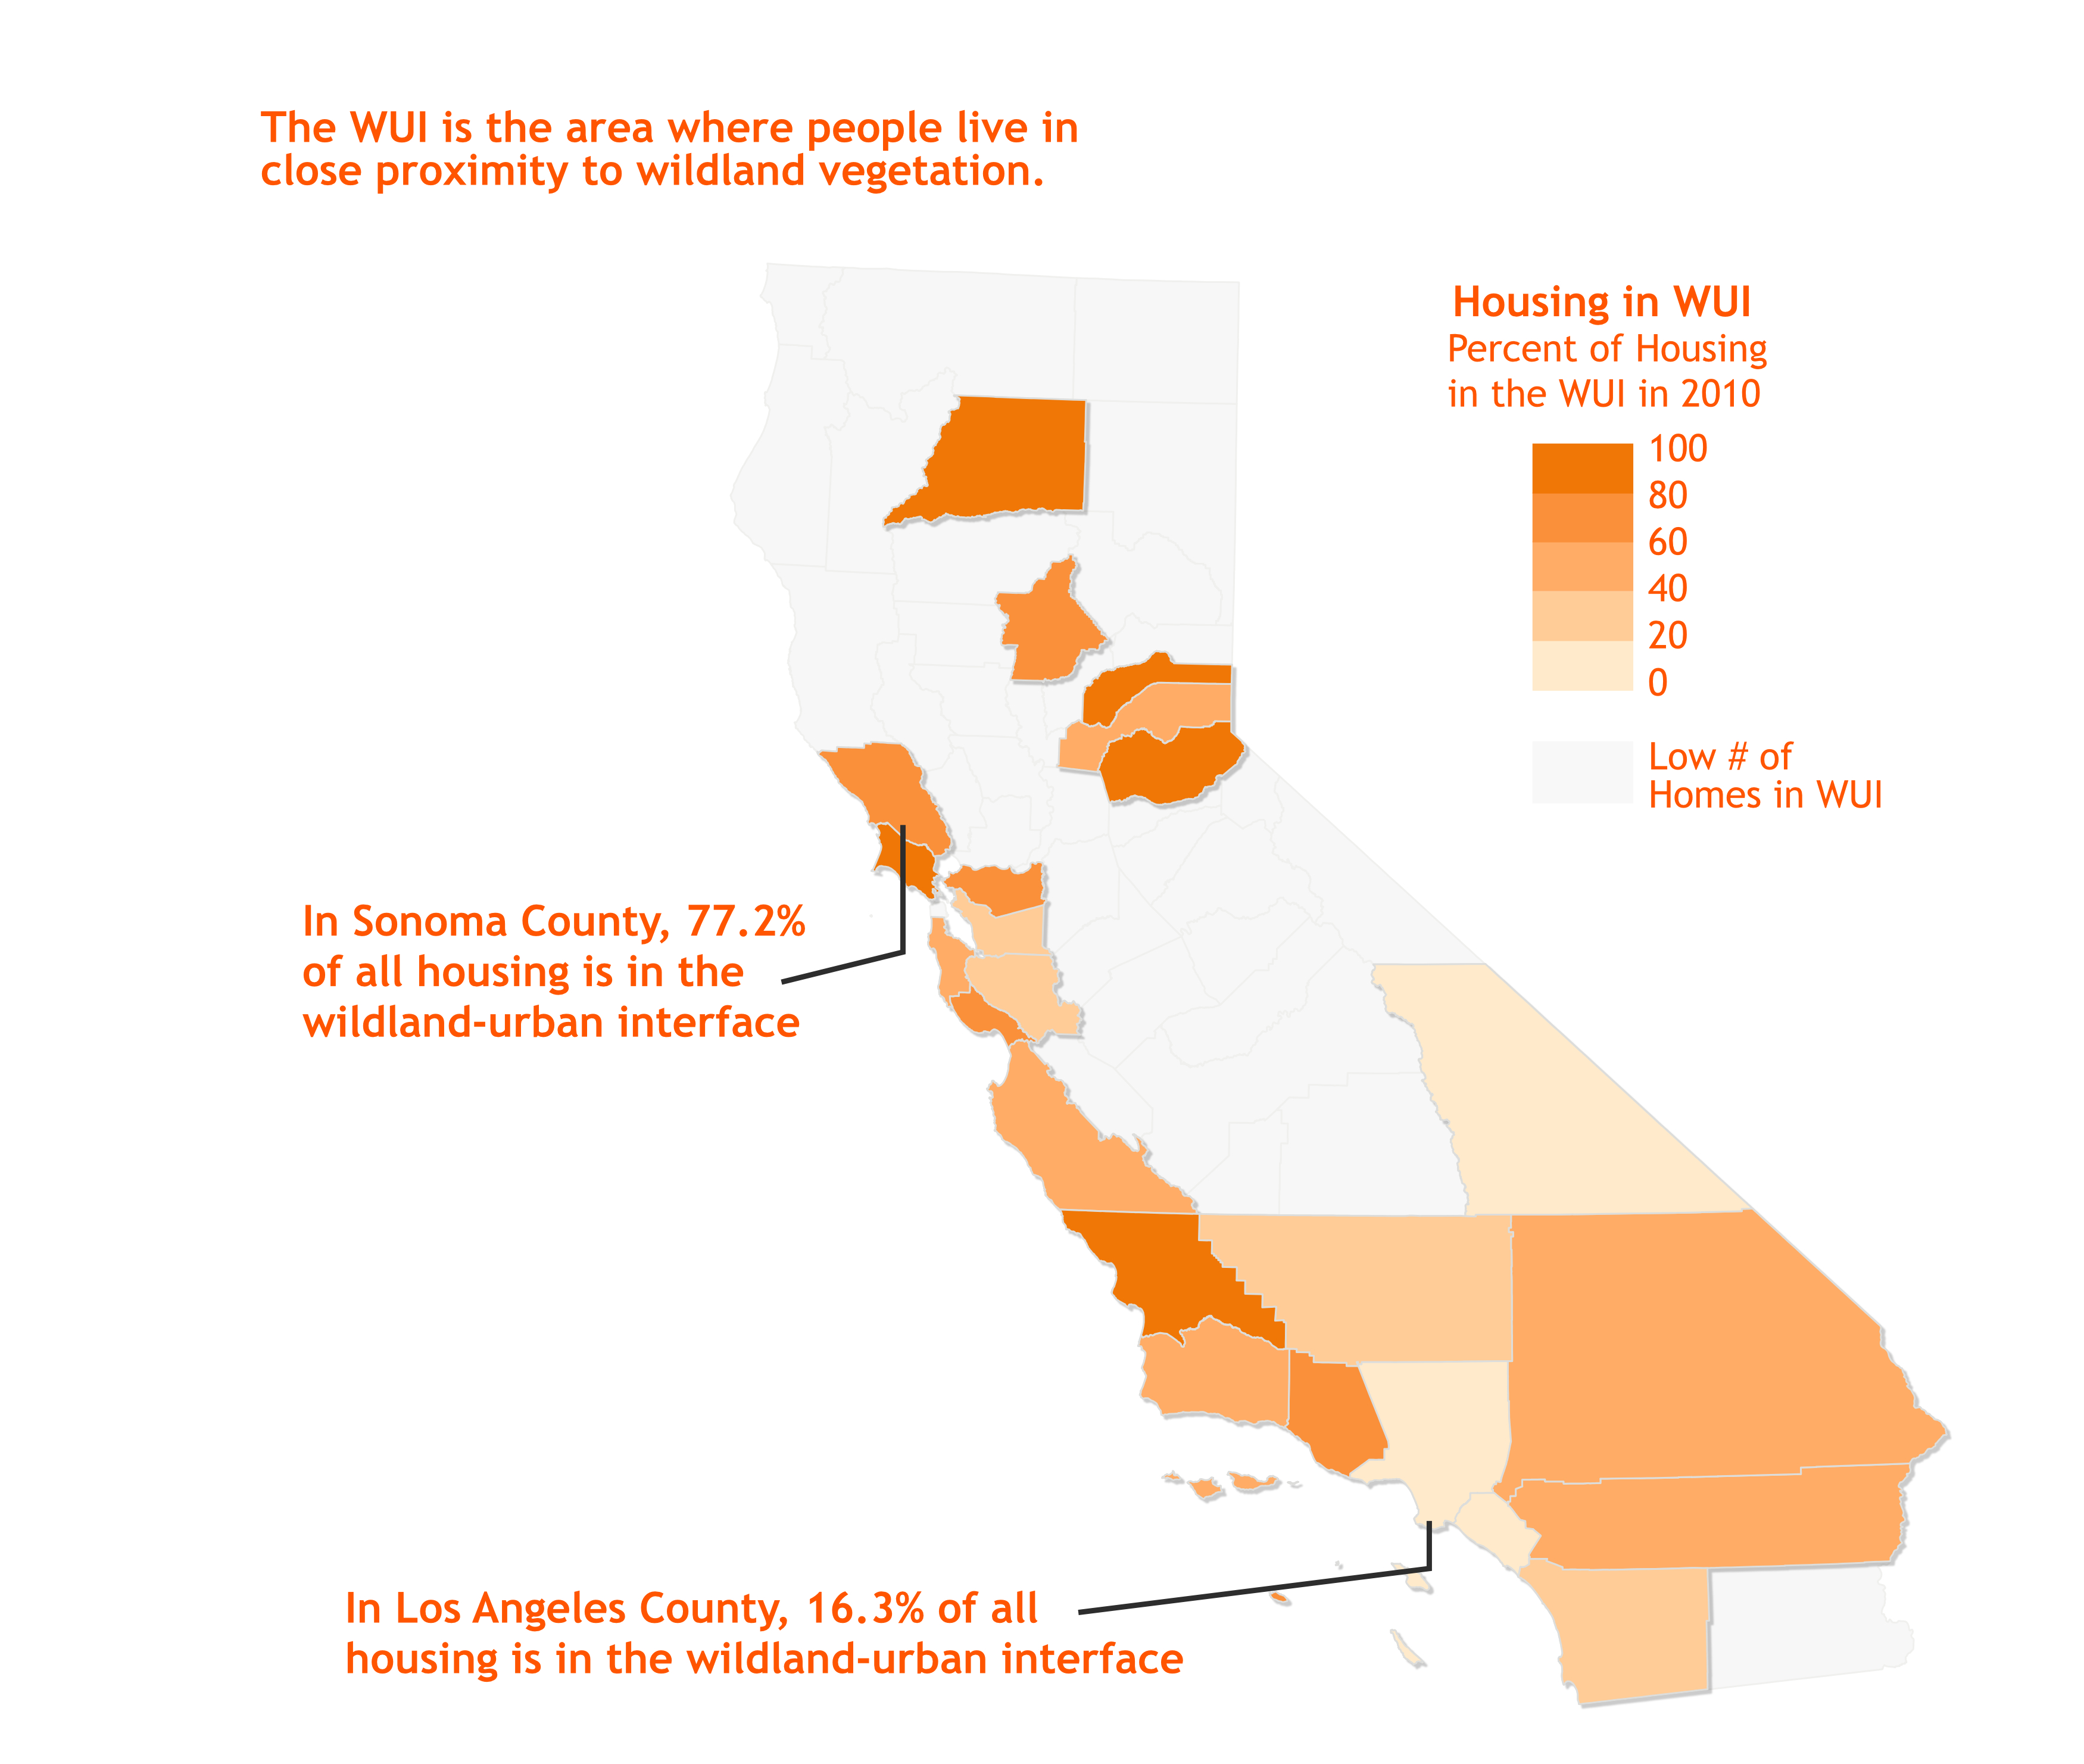 The WUI is the area where people live in
close proximity to wildland vegetation.
Housing in WUI
Percent of Housing
in the WUI in 2010
100
80
60
40
20
0
Low # of
Homes in WUI
In Sonoma County, 77.2%
of all housing is in the
wildland-urban interface
In Los Angeles County, 16.3% of all
housing is in the wildland-urban interface